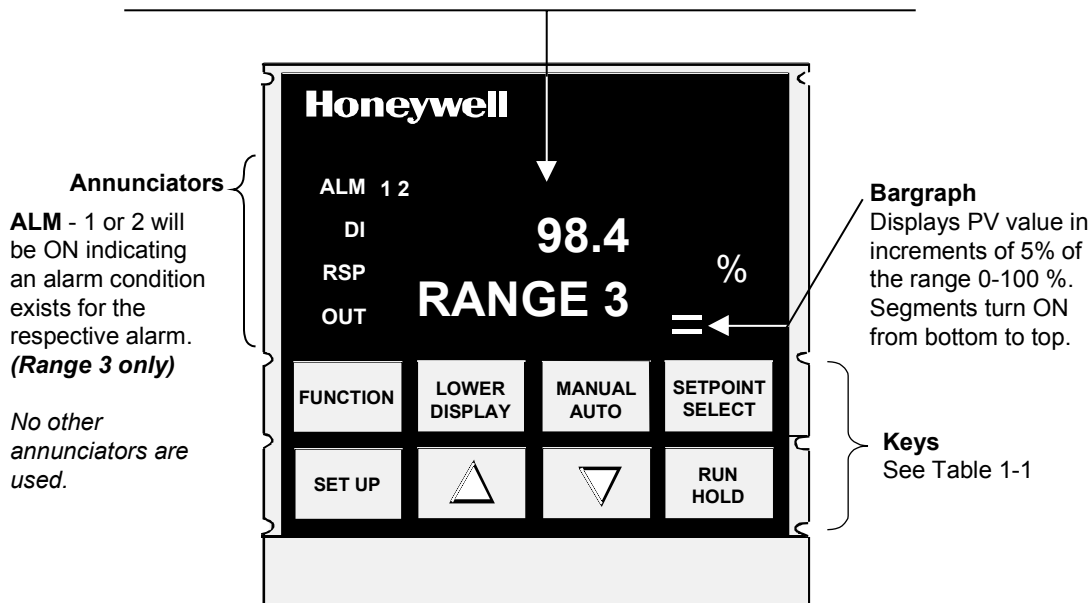 Honeywell
Annunciators
ALM - 1 or 2 will
be ON indicating
an alarm condition
exists for the
respective alarm.
(Range 3 only)
No other
annunciators are
used.
ALM 1 2
DI
RSP
OUT
98.4
RANGE 3
%
Bargraph
Displays PV value in
increments of 5% of
the range 0-100 %.
Segments turn ON
from bottom to top.
FUNCTION
LOWER
DISPLAY
MANUAL
AUTO
SETPOINT
SELECT
SET UP
RUN
HOLD
Keys
See Table 1-1